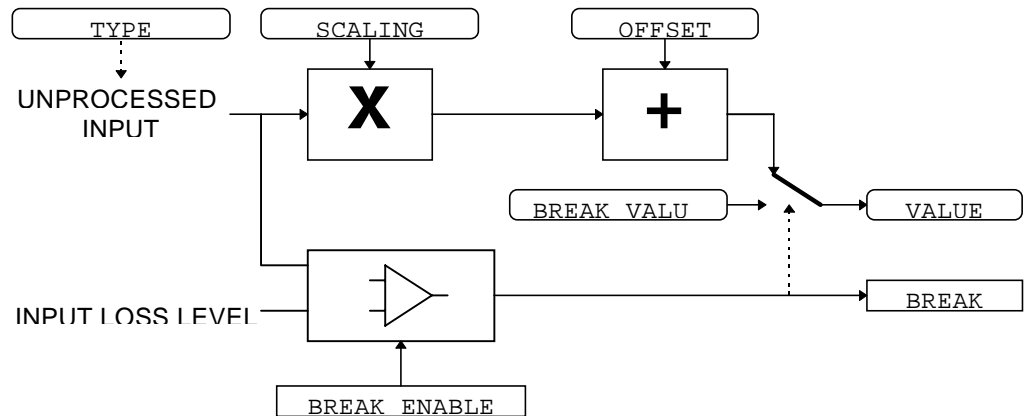 TYPE
SCALING
OFFSET
UNPROCESSED
INPUT
X
+
BREAK VALU
VALUE
INPUT LOSS LEVEL
BREAK
BREAK ENABLE